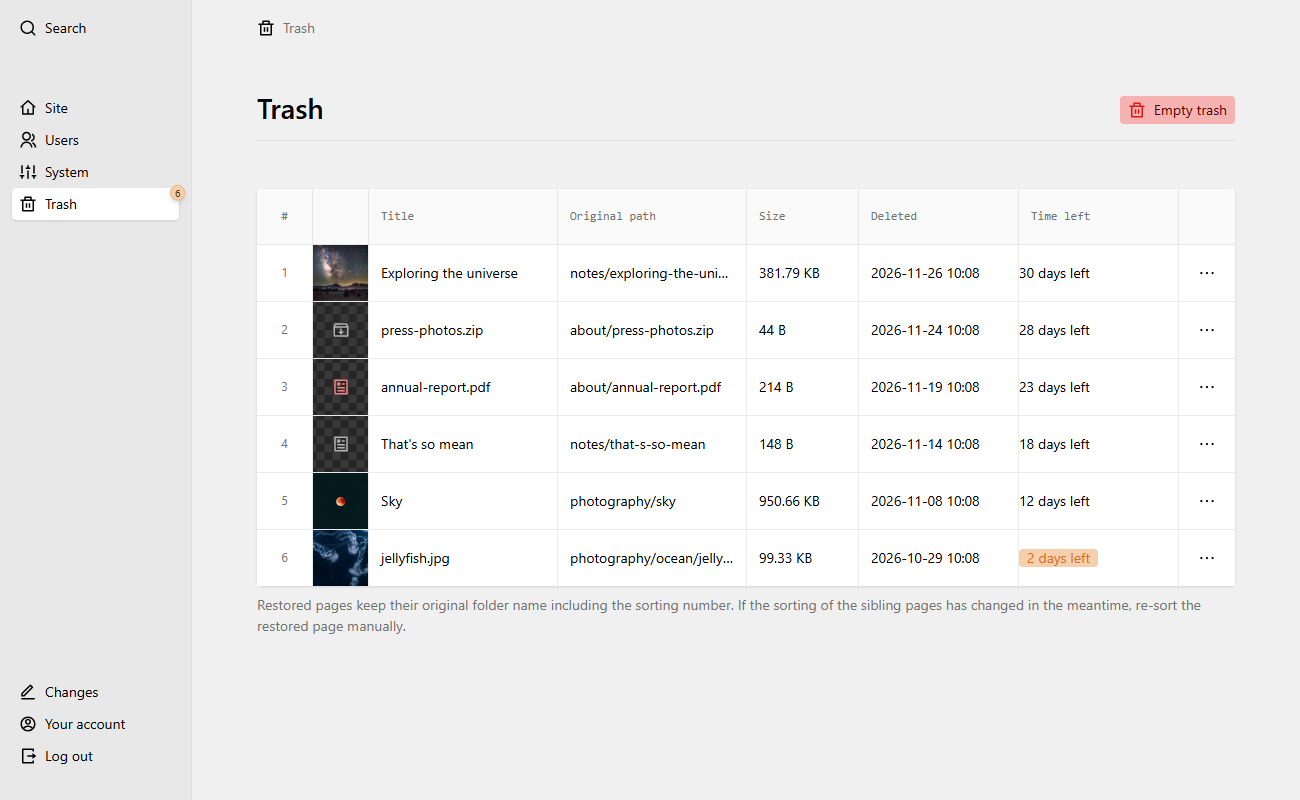 Search
Site
Users
System
Trash
6
Changes
Your account
Log out
Trash
Trash
Empty trash
# Title Original path Size Deleted Time left
1 Exploring the universe notes/exploring-the-uni... 381.79 KB 2026-11-26 10:08 30 days left ...
2 press-photos.zip about/press-photos.zip 44 B 2026-11-24 10:08 28 days left ...
3 annual-report.pdf about/annual-report.pdf 214 B 2026-11-19 10:08 23 days left ...
4 That's so mean notes/that-s-so-mean 148 B 2026-11-14 10:08 18 days left ...
5 Sky photography/sky 950.66 KB 2026-11-08 10:08 12 days left ...
6 jellyfish.jpg photography/ocean/jelly... 99.33 KB 2026-10-29 10:08 2 days left ...
Restored pages keep their original folder name including the sorting number. If the sorting of the sibling pages has changed in the meantime, re-sort the
restored page manually.